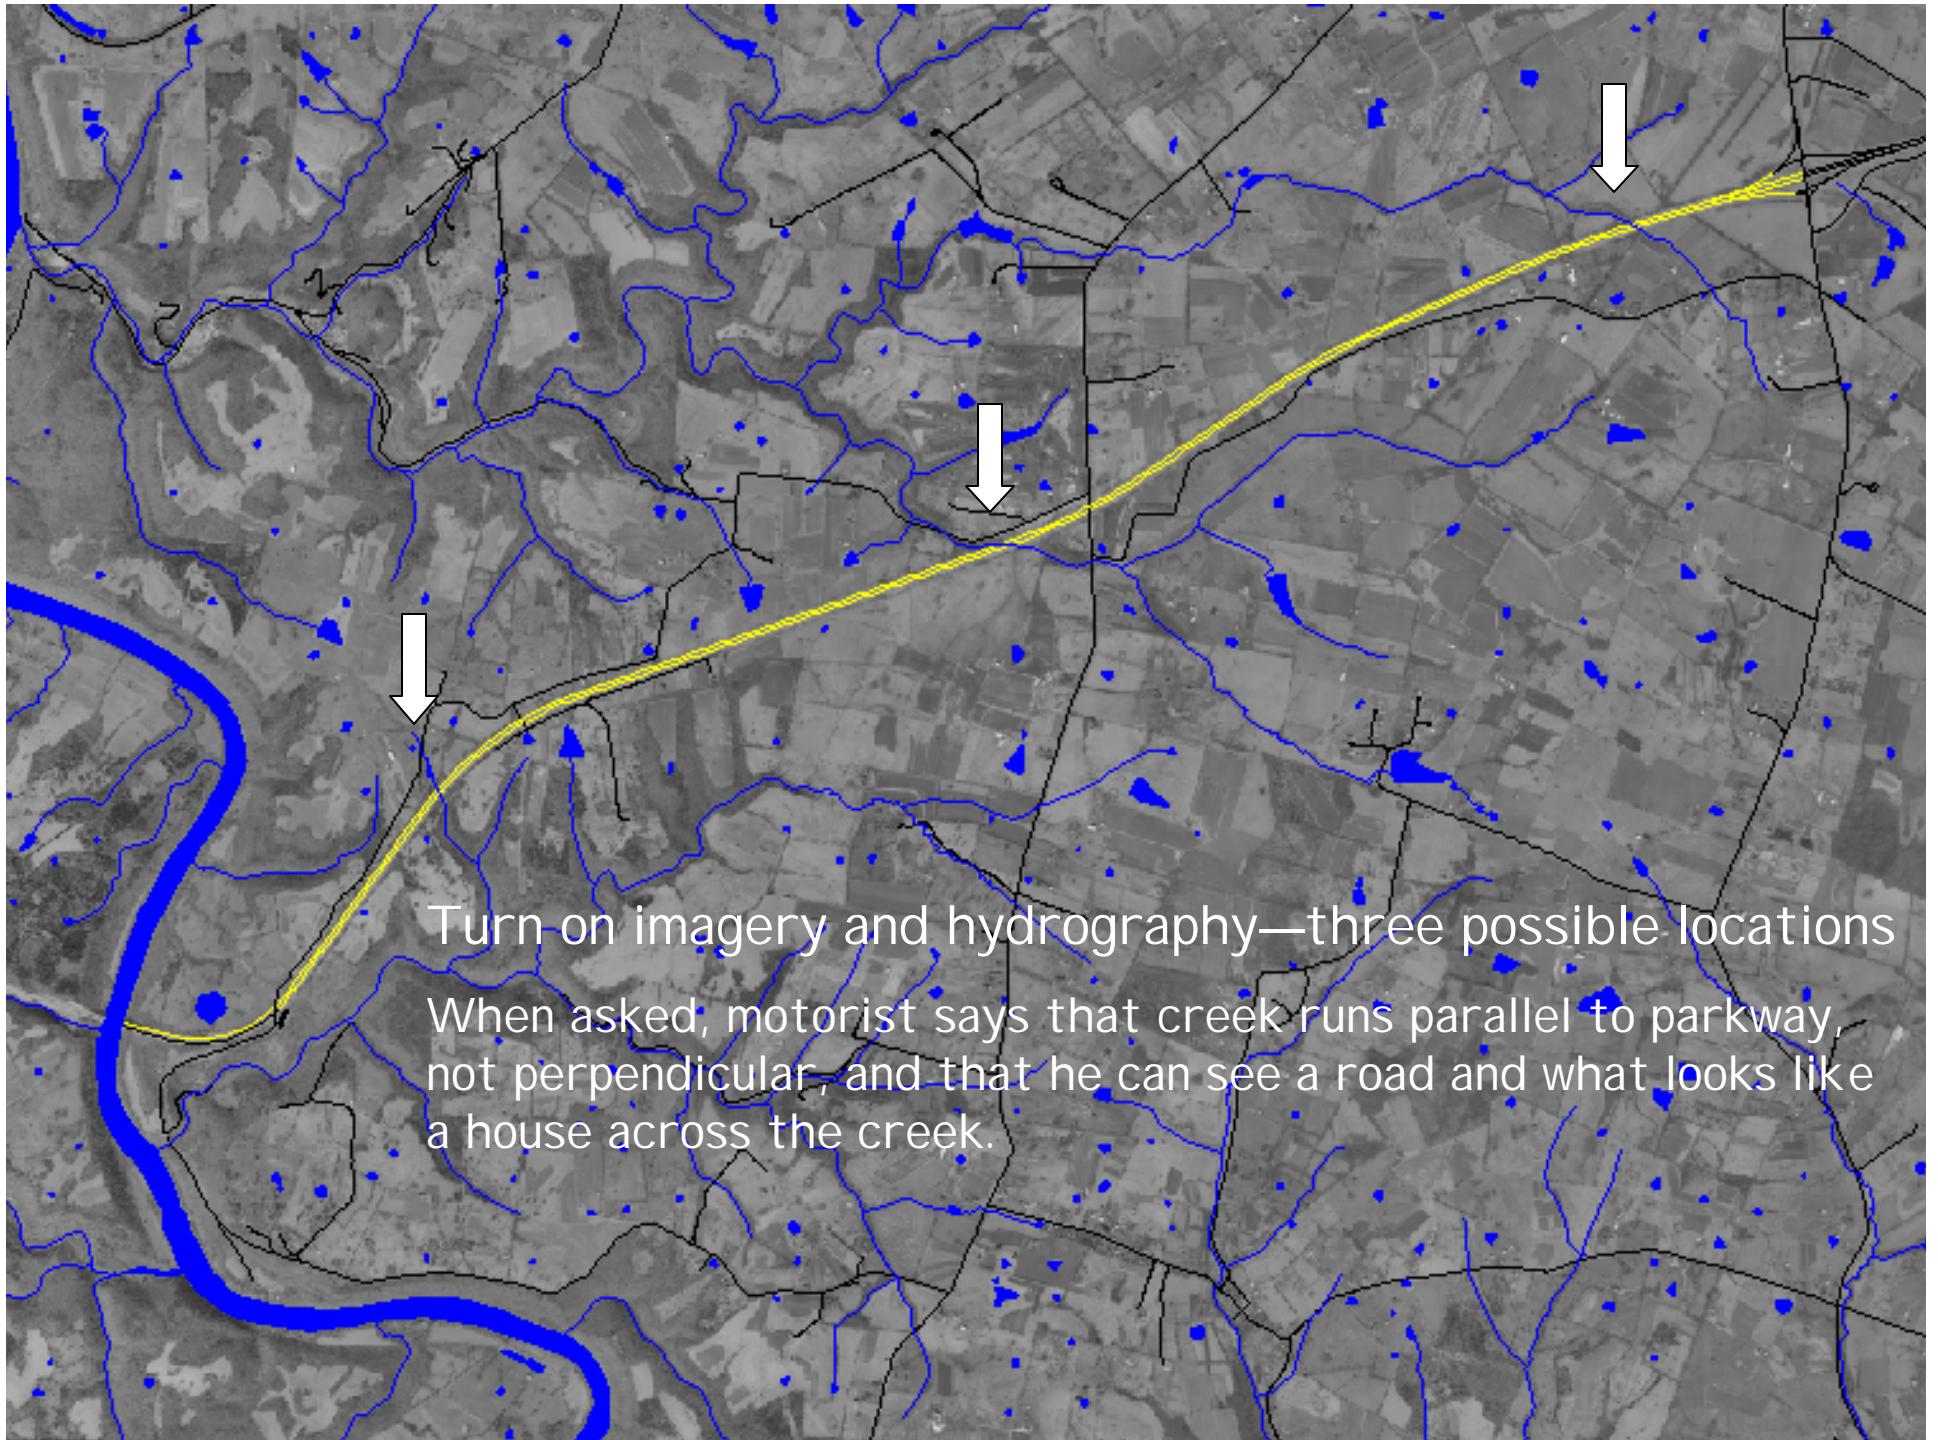 Turn on imagery and hydrography—three possible locations
When asked, motorist says that creek runs parallel to parkway,
not perpendicular, and that he can see a road and what looks like
a house across the creek.